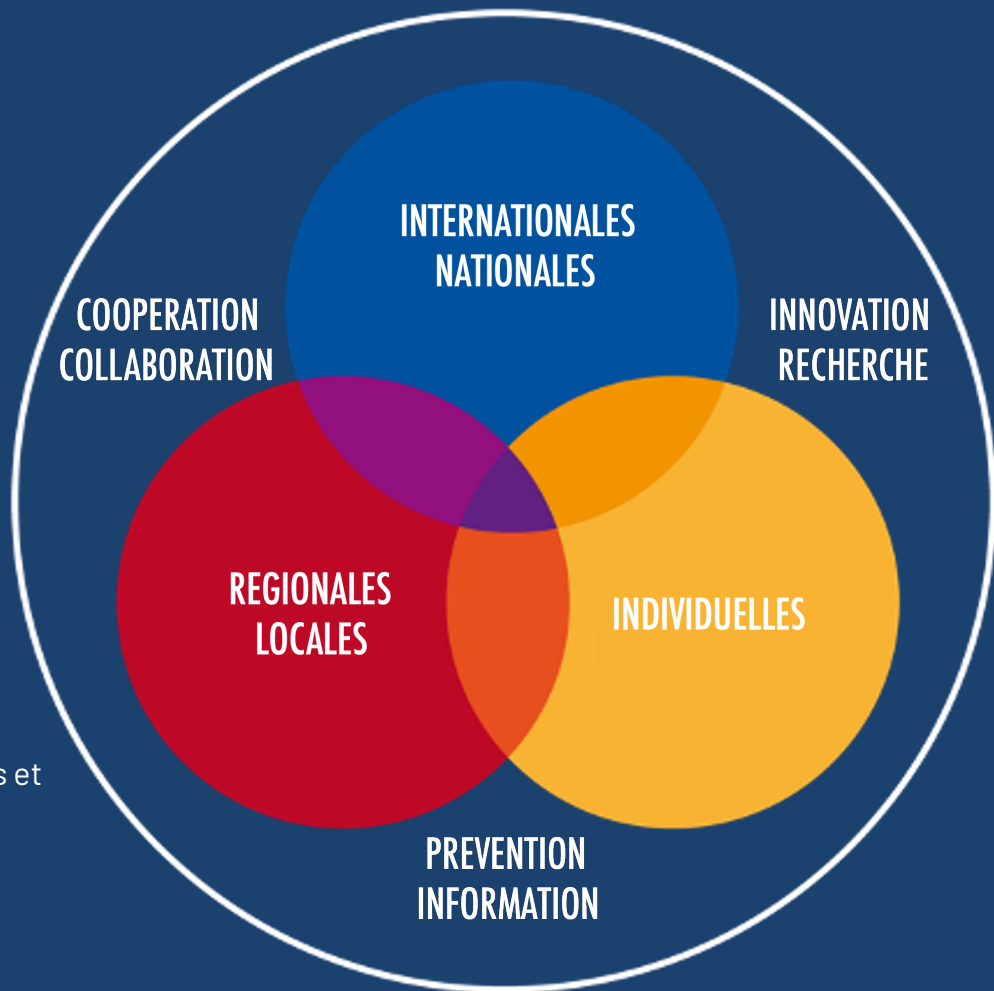 INTERNATIONALES
NATIONALES
COOPERATION
COLLABORATION
INNOVATION
RECHERCHE
REGIONALES
LOCALES
INDIVIDUELLES
s et
PREVENTION
INFORMATION